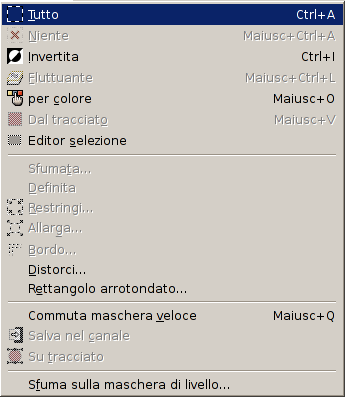 Tutto Ctrl+A
Niente Maiusc+Ctrl+A
Invertita Ctrl+I
Fluttuante Maiusc+Ctrl+L
per colore Maiusc+O
Dal tracciato Maiusc+V
Editor selezione
Sfumata...
Definita
Restringi...
Allarga...
Bordo...
Distorci...
Rettangolo arrotondato...
Commuta maschera veloce Maiusc+Q
Salva nel canale
Su tracciato
Sfuma sulla maschera di livello...